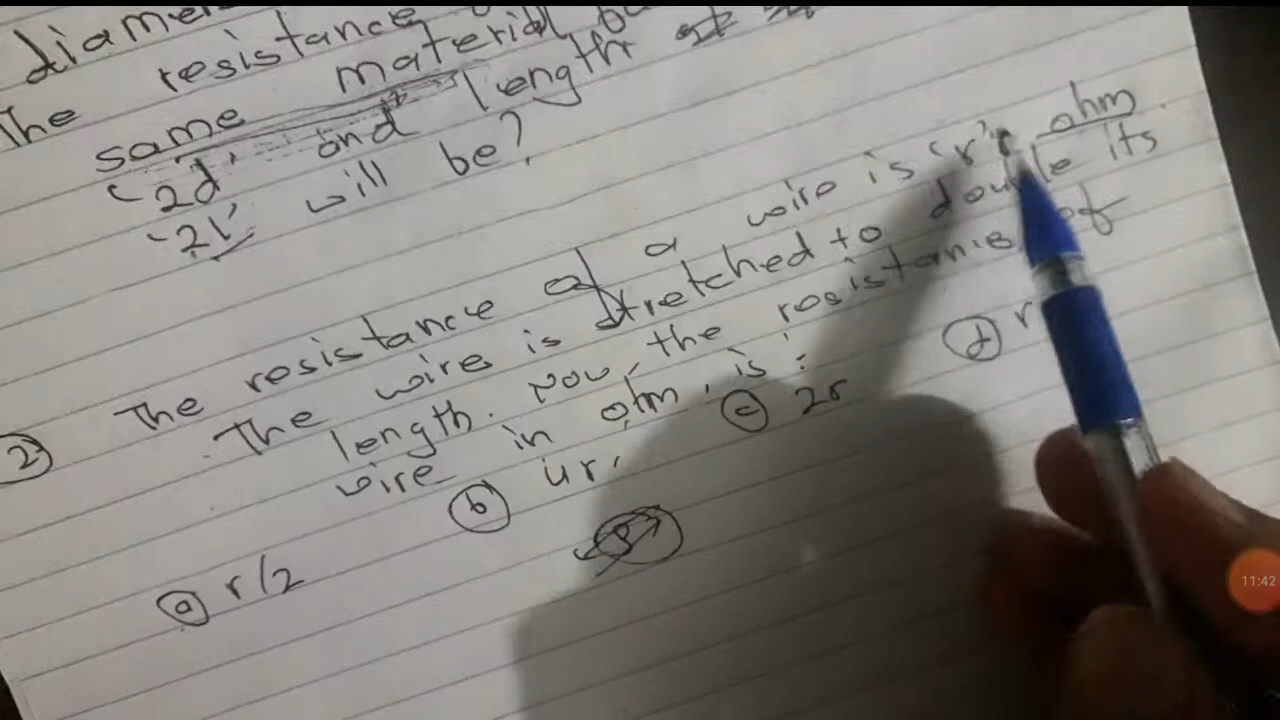 diame
The resistance
same material bu
'2d' and length
'2l' will be?
2) The resistance of a wire is 'r' ohm.
The wire is stretched to double its
length. Now, the resistance of
wire in ohm, is:
a r/2 b 4r, c 2r d r
11:42